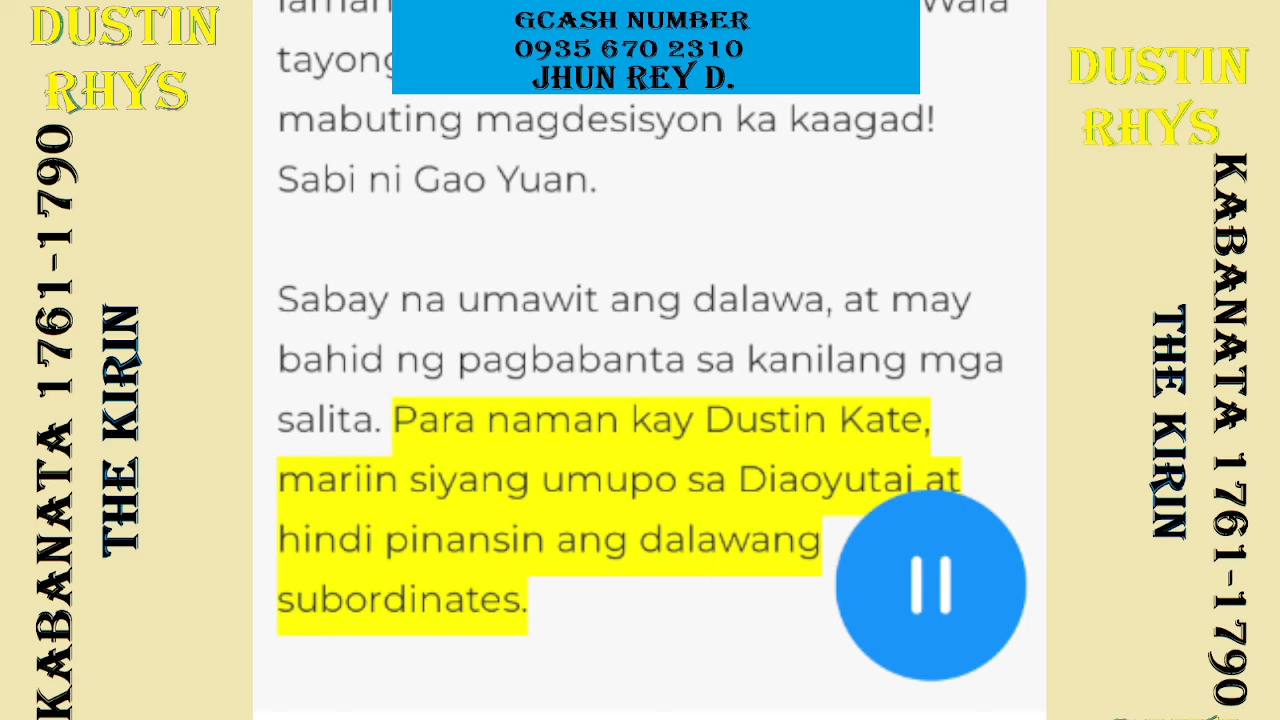 DUSTIN
RHYS
KABANATA 1761-1790
THE KIRIN
GCASH NUMBER
0935 670 2310
JHUN REY D.
Wala
tayong
mabuting magdesisyon ka kaagad!
Sabi ni Gao Yuan.
Sabay na umawit ang dalawa, at may
bahid ng pagbabanta sa kanilang mga
salita. Para naman kay Dustin Kate,
mariin siyang umupo sa Diaoyutai at
hindi pinansin ang dalawang
subordinates.
DUSTIN
RHYS
KABANATA 1761-1790
THE KIRIN